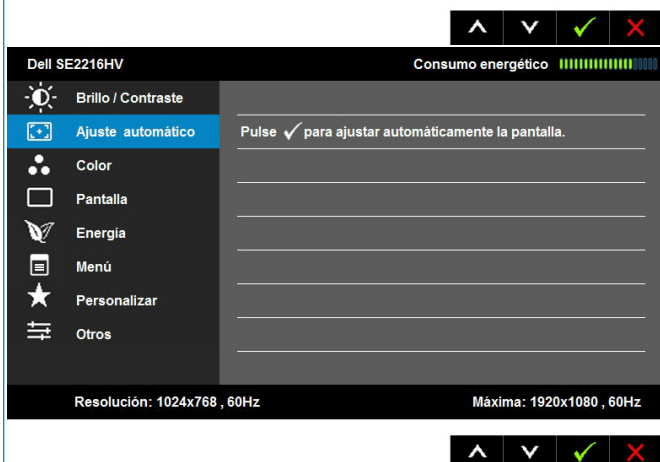 Dell SE2216HV Consumo energético
Brillo / Contraste
Ajuste automático Pulse ✓ para ajustar automáticamente la pantalla.
Color
Pantalla
Energía
Menú
Personalizar
Otros
Resolución: 1024x768 , 60Hz Máxima: 1920x1080 , 60Hz